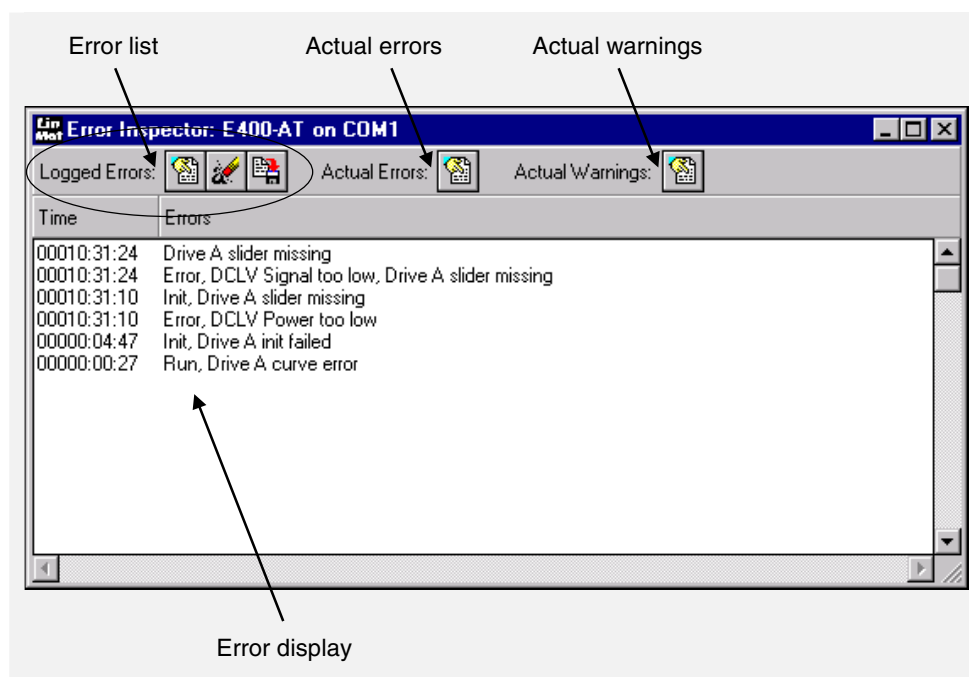 Error list Actual errors Actual warnings
Lin Mot Error Inspector: E400-AT on COM1
Logged Errors: Actual Errors: Actual Warnings:
Time Errors
00010:31:24 Drive A slider missing
00010:31:24 Error, DCLV Signal too low, Drive A slider missing
00010:31:10 Init, Drive A slider missing
00010:31:10 Error, DCLV Power too low
00000:04:47 Init, Drive A init failed
00000:00:27 Run, Drive A curve error
Error display